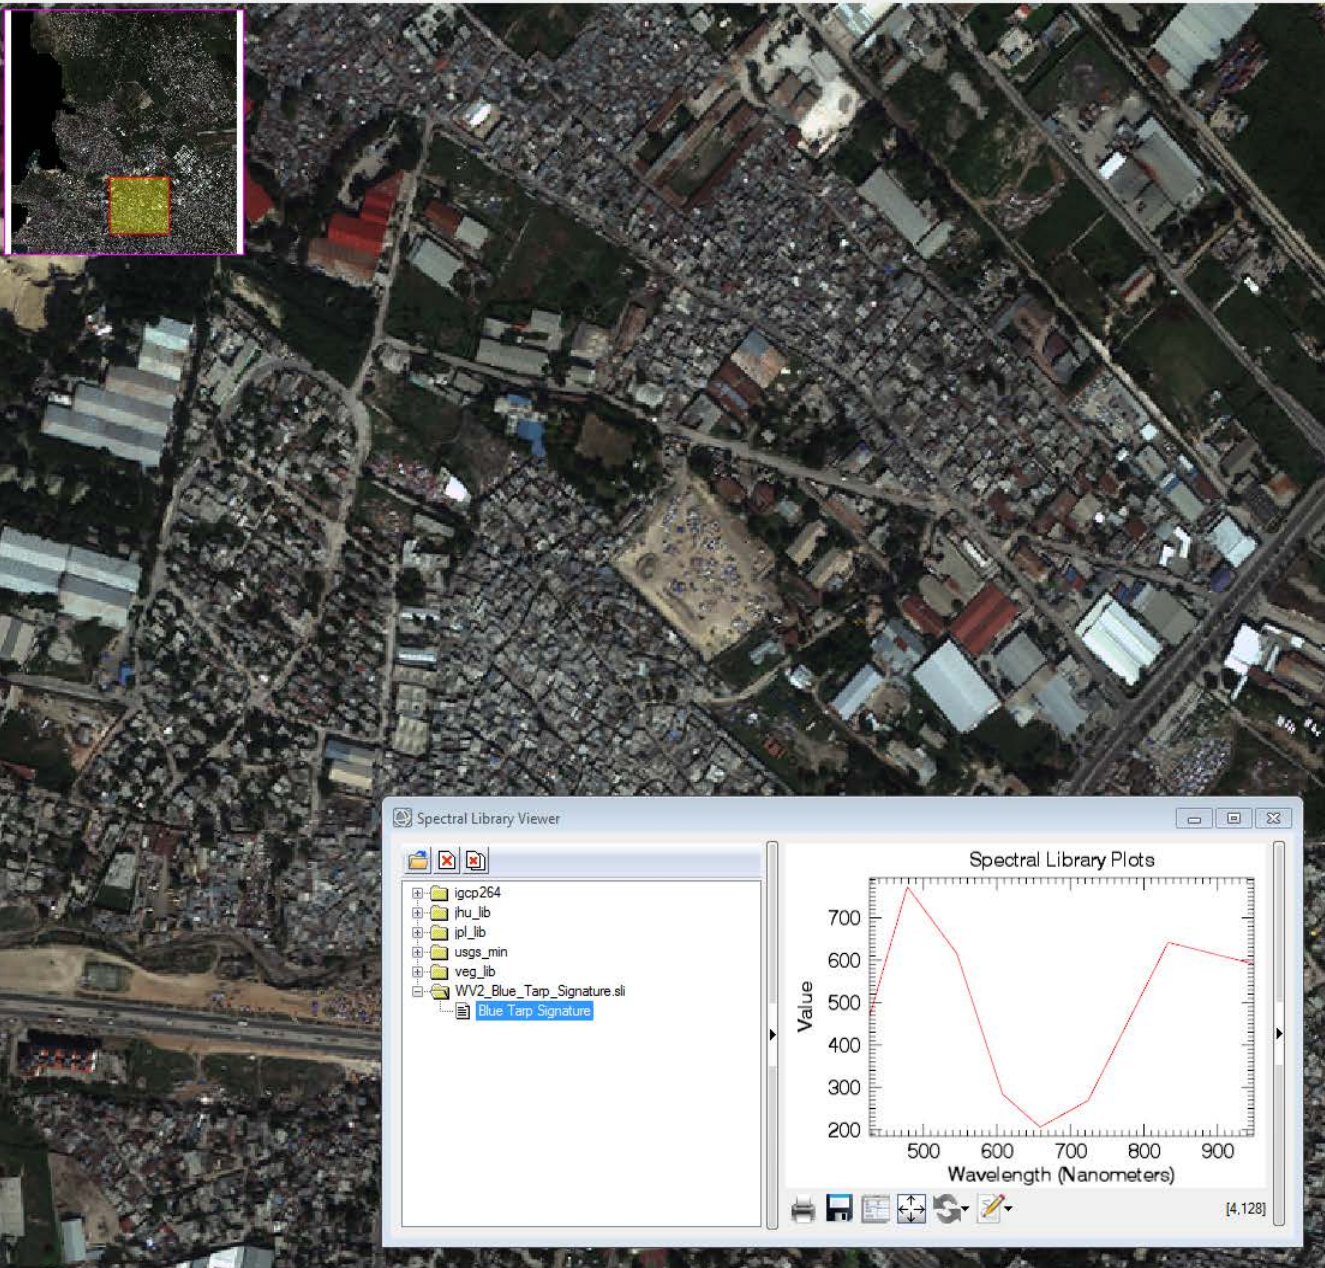 Spectral Library Viewer
igcp264
jhu_lib
jpl_lib
usgs_min
veg_lib
WV2_Blue_Tarp_Signature.sli
Blue Tarp Signature
Spectral Library Plots
Value
700
600
500
400
300
200
500 600 700 800 900
Wavelength (Nanometers)
[4,128]